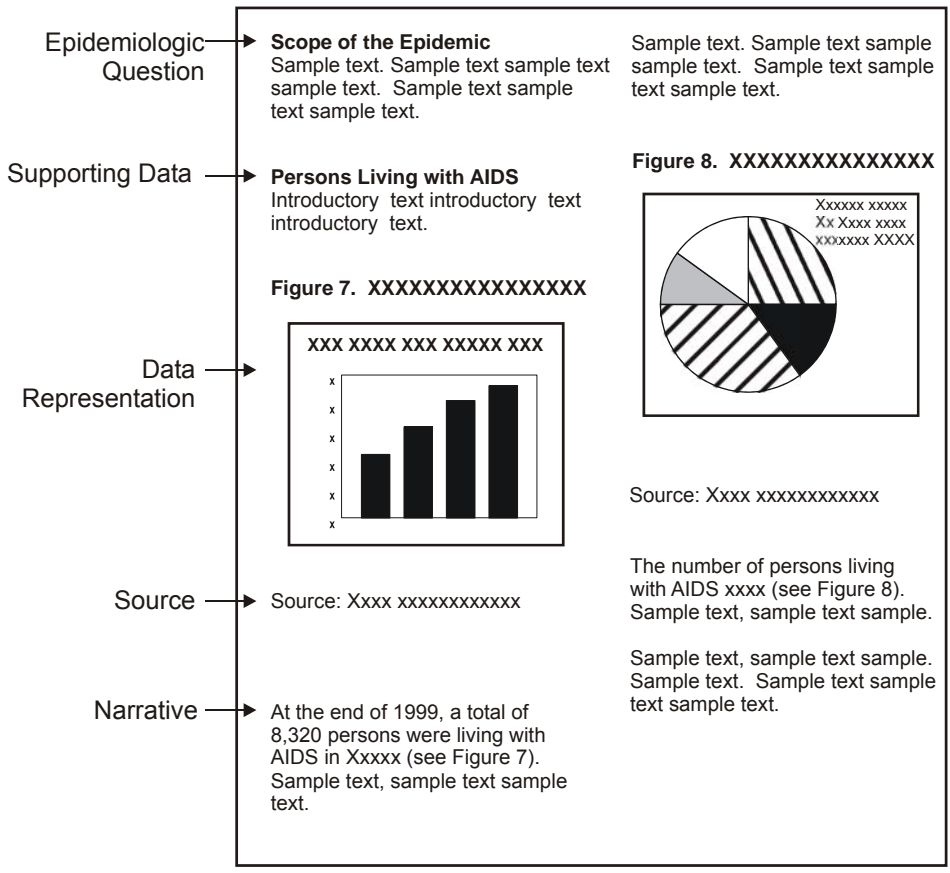 Epidemiologic
Question
Supporting Data
Data
Representation
Source
Narrative
Scope of the Epidemic
Sample text. Sample text sample text
sample text.  Sample text sample
text sample text.
Persons Living with AIDS
Introductory  text introductory  text
introductory  text.
Figure 7.  XXXXXXXXXXXXXXXX
XXX XXXX XXX XXXXX XXX
x
x
x
x
x
x
Source: Xxxx xxxxxxxxxxxx
At the end of 1999, a total of
8,320 persons were living with
AIDS in Xxxxx (see Figure 7).
Sample text, sample text sample
text.
Sample text. Sample text sample
sample text.  Sample text sample
text sample text.
Figure 8.  XXXXXXXXXXXXXXX
Xxxxxx xxxxx
Xx Xxxx xxxx
xxxxxxx XXXX
Source: Xxxx xxxxxxxxxxxx
The number of persons living
with AIDS xxxx (see Figure 8).
Sample text, sample text sample.
Sample text, sample text sample.
Sample text.  Sample text sample
text sample text.